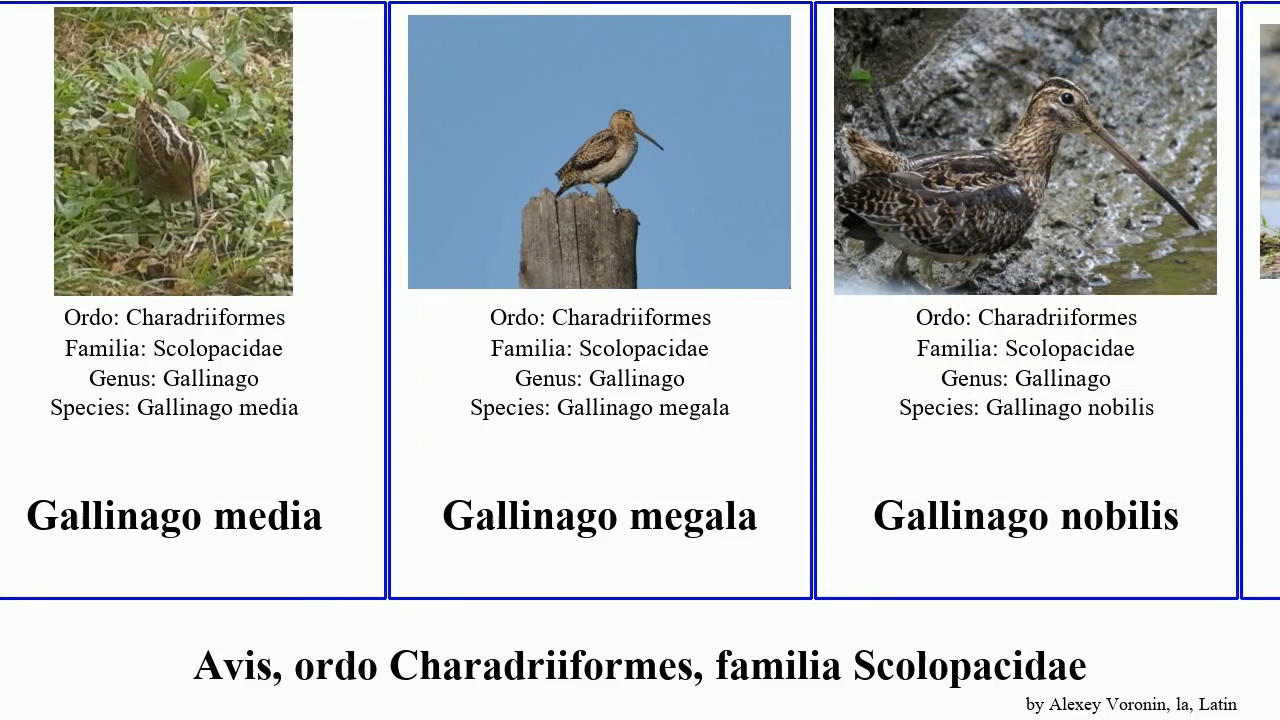 Ordo: Charadriiformes
Familia: Scolopacidae
Genus: Gallinago
Species: Gallinago media
Gallinago media
Ordo: Charadriiformes
Familia: Scolopacidae
Genus: Gallinago
Species: Gallinago megala
Gallinago megala
Ordo: Charadriiformes
Familia: Scolopacidae
Genus: Gallinago
Species: Gallinago nobilis
Gallinago nobilis
Avis, ordo Charadriiformes, familia Scolopacidae
by Alexey Voronin, la, Latin